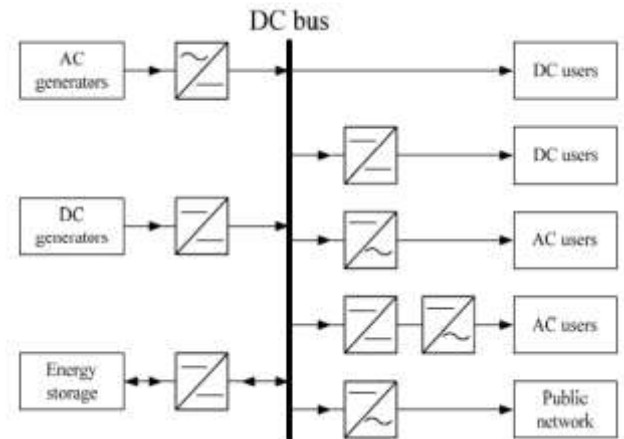 DC bus
AC
generators
DC users
DC users
DC
generators
AC users
AC users
Energy
storage
Public
network